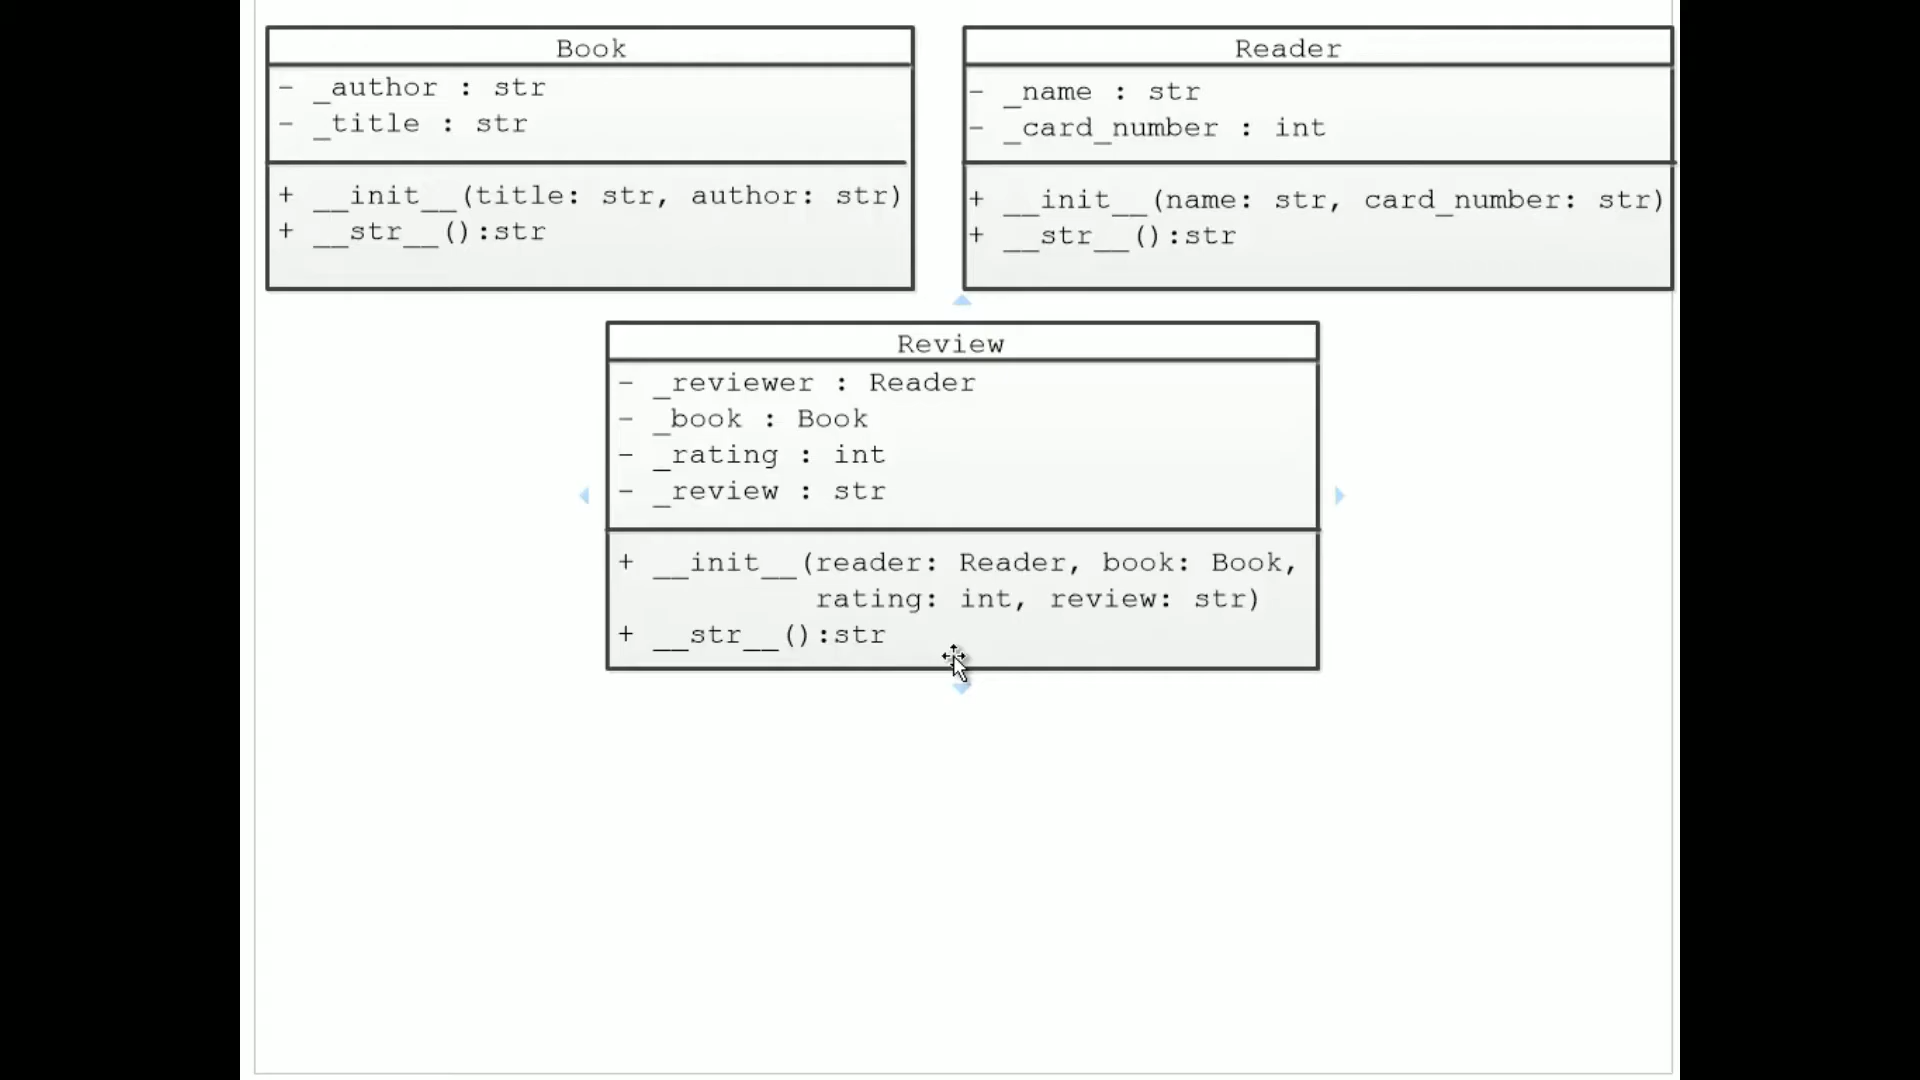 Book
- _author : str
- _title : str
+ __init__(title: str, author: str)
+ __str__():str
Reader
- _name : str
- _card_number : int
+ __init__(name: str, card_number: str)
+ __str__():str
Review
- _reviewer : Reader
- _book : Book
- _rating : int
- _review : str
+ __init__(reader: Reader, book: Book,
rating: int, review: str)
+ __str__():str